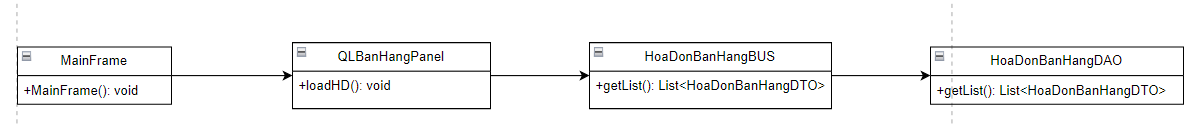 MainFrame
+MainFrame(): void
QLBanHangPanel
+loadHD(): void
HoaDonBanHangBUS
+getList(): List<HoaDonBanHangDTO>
HoaDonBanHangDAO
+getList(): List<HoaDonBanHangDTO>